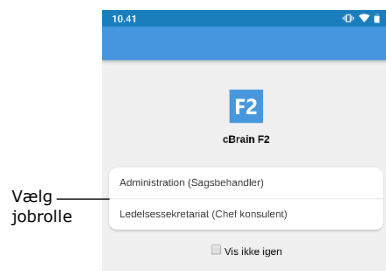 10.41
F2
cBrain F2
Administration (Sagsbehandler)
Vælg
jobrolle
Ledelsessekretariat (Chef konsulent)
Vis ikke igen